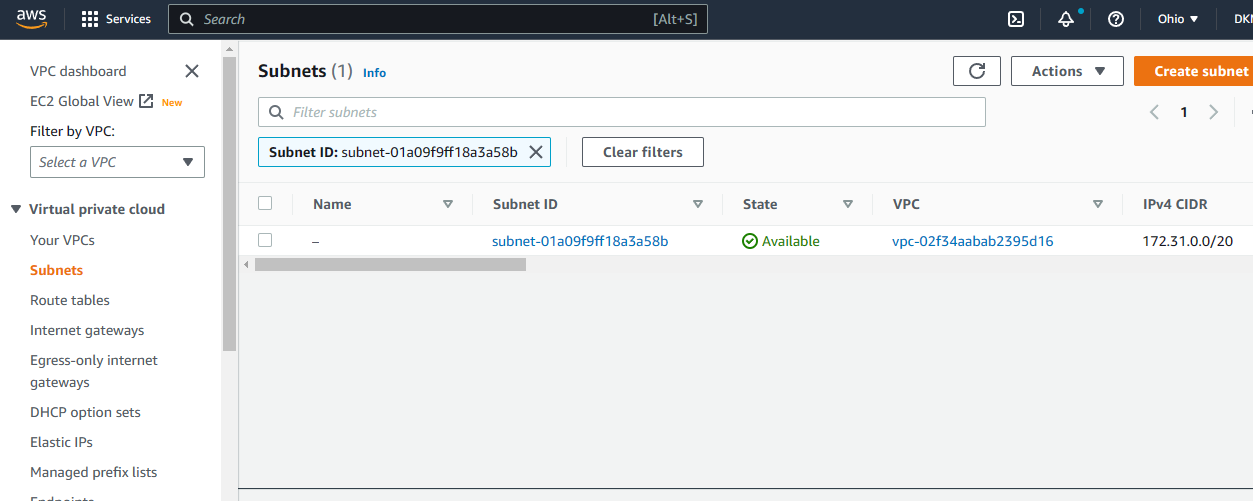 aws
Services
Search
[Alt+S]
Ohio
VPC dashboard
EC2 Global View
New
Filter by VPC:
Select a VPC
Virtual private cloud
Your VPCs
Subnets
Route tables
Internet gateways
Egress-only internet
gateways
DHCP option sets
Elastic IPs
Managed prefix lists
Subnets (1) Info
Actions
Create subnet
Filter subnets
1
Subnet ID: subnet-01a09f9ff18a3a58b
Clear filters
Name
Subnet ID
State
VPC
IPv4 CIDR
–
subnet-01a09f9ff18a3a58b
Available
vpc-02f34aabab2395d16
172.31.0.0/20